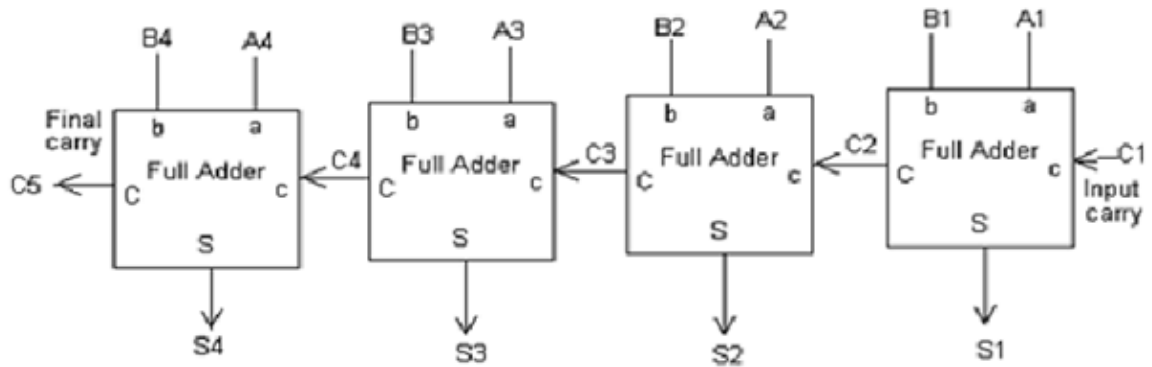 B4 A4 B3 A3 B2 A2 B1 A1
b a b a b a b a
Final
carry
Full Adder Full Adder Full Adder Full Adder
C5 C c C4 C c C3 C c C2 C c C1
Input
carry
S S S S
S4 S3 S2 S1